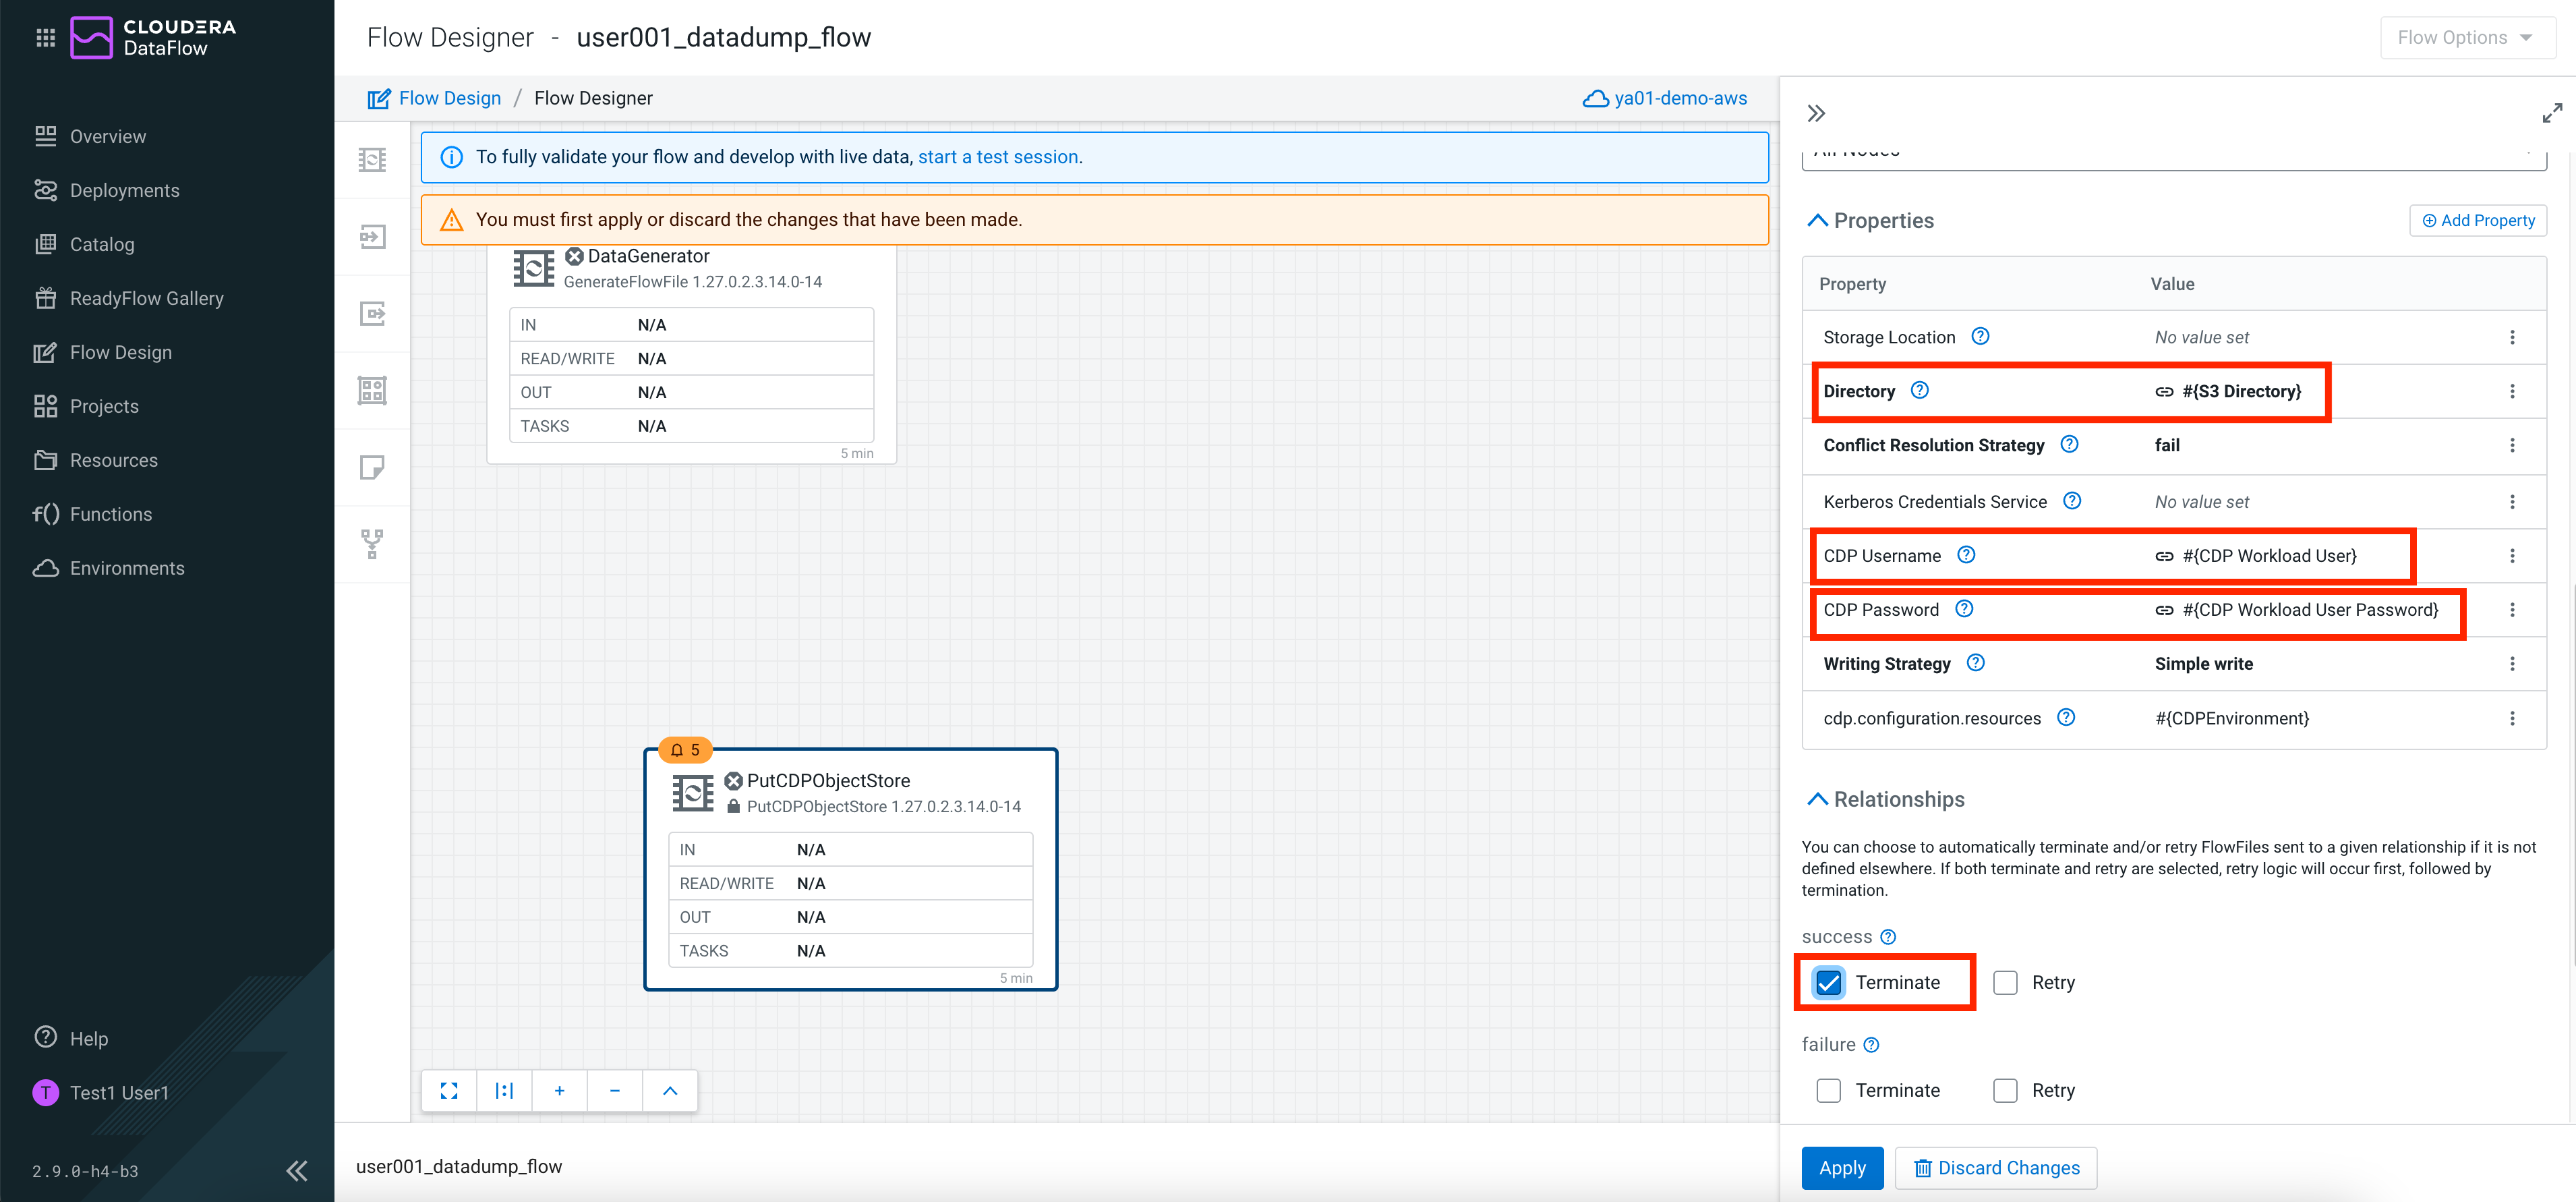 CLOUDERA
DataFlow
Overview
Deployments
Catalog
ReadyFlow Gallery
Flow Design
Projects
Resources
Functions
Environments
Help
T Test1 User1
2.9.0-h4-b3
Flow Designer - user001_datadump_flow
Flow Options
Flow Design / Flow Designer
ya01-demo-aws
To fully validate your flow and develop with live data, start a test session.
You must first apply or discard the changes that have been made.
DataGenerator
GenerateFlowFile 1.27.0.2.3.14.0-14
IN N/A
READ/WRITE N/A
OUT N/A
TASKS N/A
5 min
5
PutCDPObjectStore
PutCDPObjectStore 1.27.0.2.3.14.0-14
IN N/A
READ/WRITE N/A
OUT N/A
TASKS N/A
5 min
user001_datadump_flow
All Nodes
Properties
Add Property
Property Value
Storage Location No value set
Directory #{S3 Directory}
Conflict Resolution Strategy fail
Kerberos Credentials Service No value set
CDP Username #{CDP Workload User}
CDP Password #{CDP Workload User Password}
Writing Strategy Simple write
cdp.configuration.resources #{CDPEnvironment}
Relationships
You can choose to automatically terminate and/or retry FlowFiles sent to a given relationship if it is not
defined elsewhere. If both terminate and retry are selected, retry logic will occur first, followed by
termination.
success
Terminate Retry
failure
Terminate Retry
Apply Discard Changes